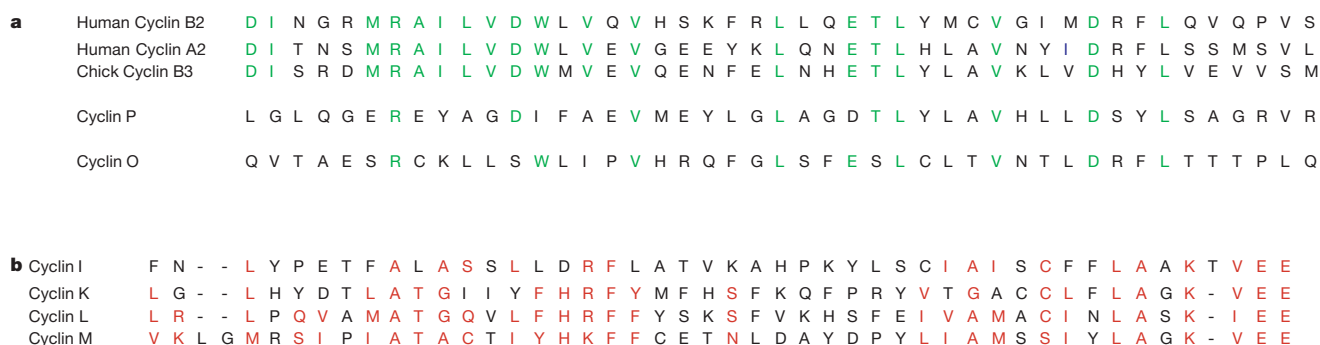 a Human Cyclin B2 D I N G R M R A I L V D W L V Q V H S K F R L L Q E T L Y M C V G I M D R F L Q V Q P V S
Human Cyclin A2 D I T N S M R A I L V D W L V E V G E E Y K L Q N E T L H L A V N Y I D R F L S S M S V L
Chick Cyclin B3 D I S R D M R A I L V D W M V E V Q E N F E L N H E T L Y L A V K L V D H Y L V E V V S M
Cyclin P L G L Q G E R E Y A G D I F A E V M E Y L G L A G D T L Y L A V H L L D S Y L S A G R V R
Cyclin O Q V T A E S R C K L L S W L I P V H R Q F G L S F E S L C L T V N T L D R F L T T T P L Q
b Cyclin I F N - - L Y P E T F A L A S S L L D R F L A T V K A H P K Y L S C I A I S C F F L A A K T V E E
Cyclin K L G - - L H Y D T L A T G I I Y F H R F Y M F H S F K Q F P R Y V T G A C C L F L A G K - V E E
Cyclin L L R - - L P Q V A M A T G Q V L F H R F F Y S K S F V K H S F E I V A M A C I N L A S K - I E E
Cyclin M V K L G M R S I P I A T A C T I Y H K F F C E T N L D A Y D P Y L I A M S S I Y L A G K - V E E